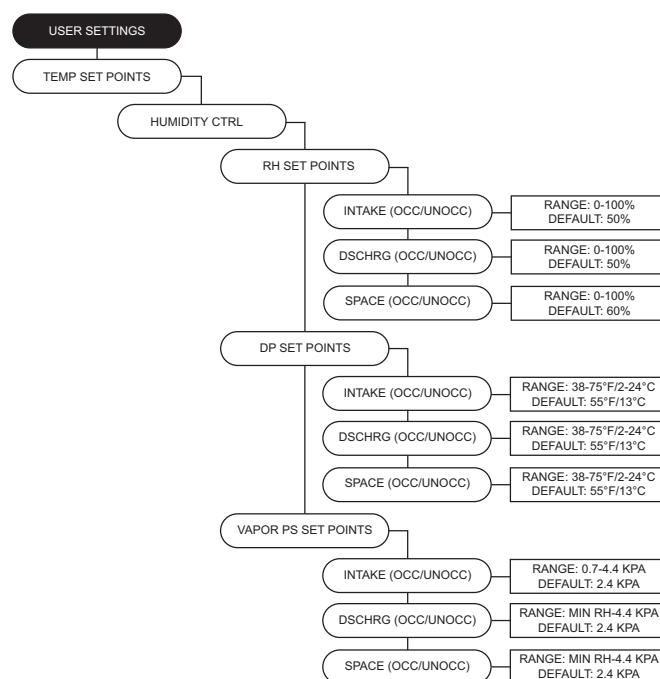 USER SETTINGS
TEMP SET POINTS
HUMIDITY CTRL
RH SET POINTS
INTAKE (OCC/UNOCC)
RANGE: 0-100%
DEFAULT: 50%
DSCHRG (OCC/UNOCC)
RANGE: 0-100%
DEFAULT: 50%
SPACE (OCC/UNOCC)
RANGE: 0-100%
DEFAULT: 60%
DP SET POINTS
INTAKE (OCC/UNOCC)
RANGE: 38-75°F/2-24°C
DEFAULT: 55°F/13°C
DSCHRG (OCC/UNOCC)
RANGE: 38-75°F/2-24°C
DEFAULT: 55°F/13°C
SPACE (OCC/UNOCC)
RANGE: 38-75°F/2-24°C
DEFAULT: 55°F/13°C
VAPOR PS SET POINTS
INTAKE (OCC/UNOCC)
RANGE: 0.7-4.4 KPA
DEFAULT: 2.4 KPA
DSCHRG (OCC/UNOCC)
RANGE: MIN RH-4.4 KPA
DEFAULT: 2.4 KPA
SPACE (OCC/UNOCC)
RANGE: MIN RH-4.4 KPA
DEFAULT: 2.4 KPA